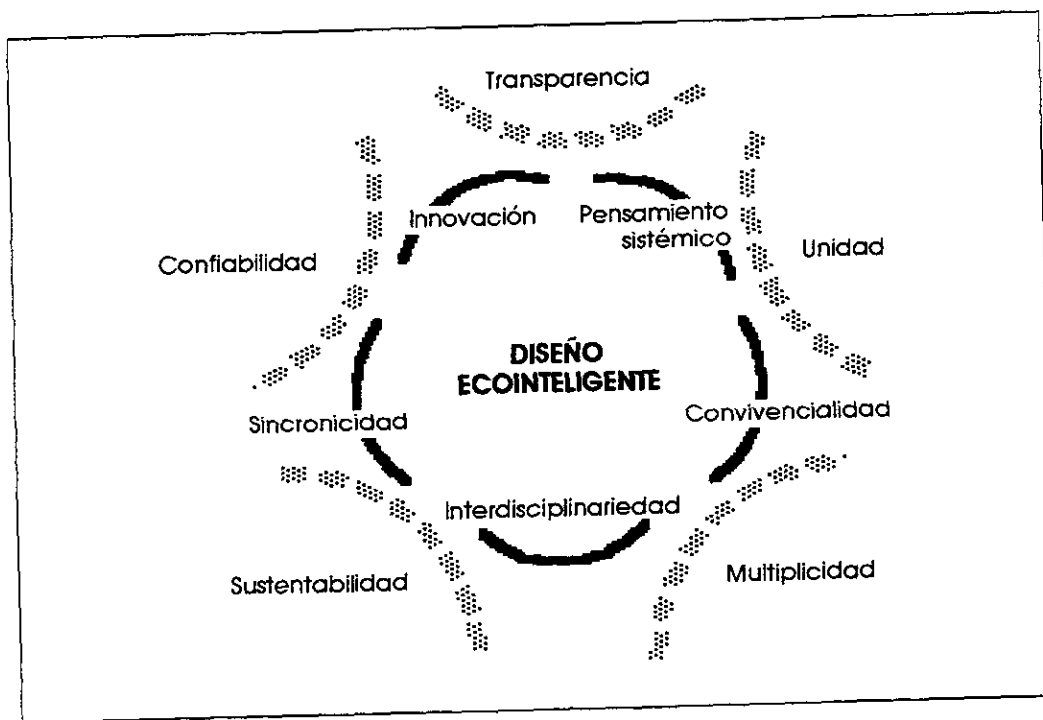 Transparencia
Innovación
Pensamiento
sistémico
Confiabilidad
Unidad
DISEÑO
ECOINTELIGENTE
Sincronicidad
Convivencialidad
Interdisciplinariedad
Sustentabilidad
Multiplicidad